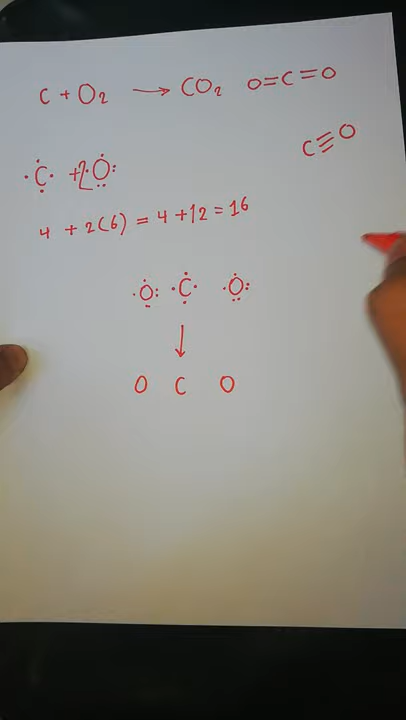 C + O₂ → CO₂ O=C=O
C≡O
·C· + 2·O:
4 + 2(6) = 4 + 12 = 16
·O: ·C· ·O:
↓
O C O